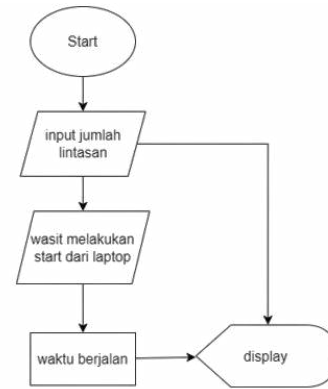 Start
input jumlah
lintasan
wasit melakukan
start dari laptop
waktu berjalan
display